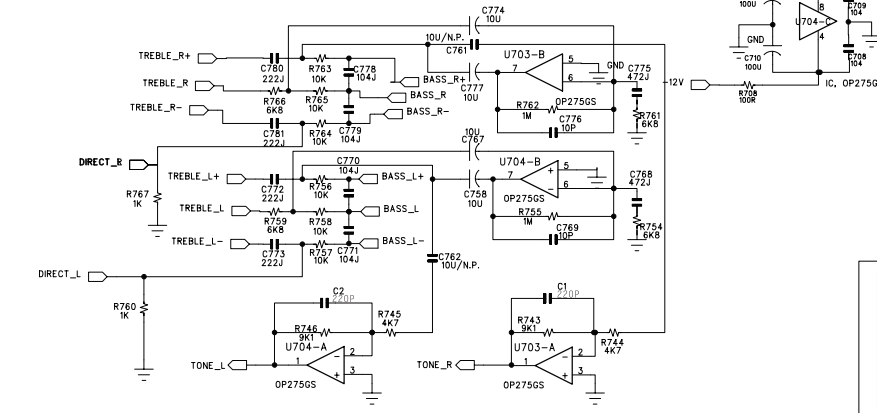 C774
10U
10U/N.P.
C761
TREBLE_R+
C780
222J
R763
10K
C778
104J
BASS_R+
C777
10U
U703-B
7
5
6
GND
C775
472J
TREBLE_R
R766
6K8
R765
10K
BASS_R
R762
1M
OP275GS
R761
6K8
TREBLE_R-
C781
222J
R764
10K
C779
104J
BASS_R-
C776
10P
10U
C767
DIRECT_R
R767
1K
C770
104J
TREBLE_L+
C772
222J
R756
10K
BASS_L+
C758
10U
U704-B
7
+
5
-
6
C768
472J
OP275GS
TREBLE_L
R759
6K8
R758
10K
BASS_L
R755
1M
R754
6K8
TREBLE_L-
C773
222J
R757
10K
C771
104J
BASS_L-
C769
10P
C762
10U/N.P.
DIRECT_L
R760
1K
C2
220P
R745
4K7
R746
9K1
U704-A
TONE_L
1
-
2
+
3
OP275GS
C1
220P
R743
9K1
R744
4K7
U703-A
TONE_R
1
-
2
+
3
OP275GS
100U
8
C709
104
U704-C
GND
4
C710
100U
C708
104
-12V
R708
100R
IC, OP275G